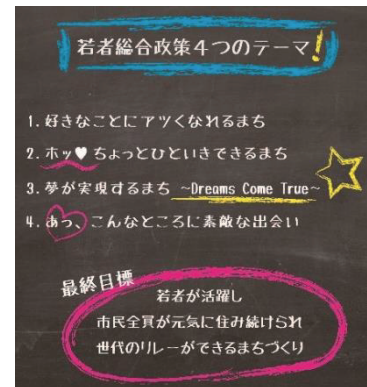 若者総合政策4つのテーマ!
1. 好きなことにアツくなれるまち
2. ホッ♥ちょっとひといきできるまち
3. 夢が実現するまち ~Dreams Come True~
4. あっ、こんなところに素敵な出会い
最終目標
若者が活躍し
市民全員が元気に住み続けられ
世代のリレーができるまちづくり